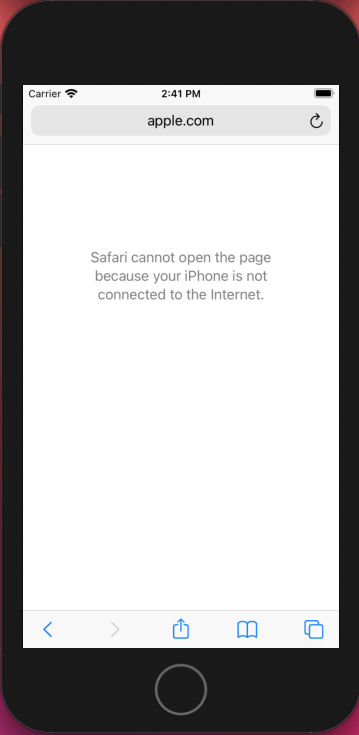 Carrier 2:41 PM
apple.com
Safari cannot open the page
because your iPhone is not
connected to the Internet.